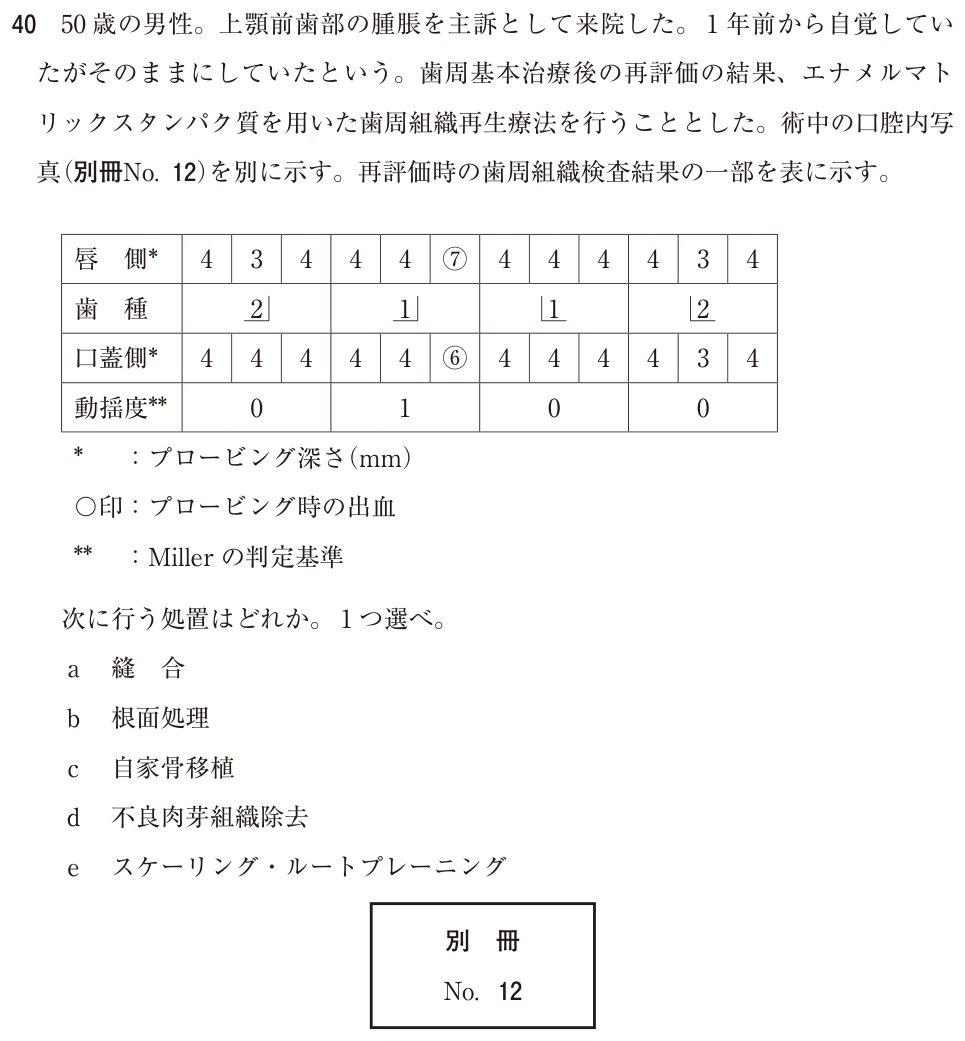 40 50歳の男性。上顎前歯部の腫脹を主訴として来院した。1年前から自覚してい
たがそのままにしていたという。歯周基本治療後の再評価の結果、エナメルマト
リックスタンパク質を用いた歯周組織再生療法を行うこととした。術中の口腔内写
真(別冊No. 12)を別に示す。再評価時の歯周組織検査結果の一部を表に示す。
唇 側* 4 3 4 4 4 ⑦ 4 4 4 4 3 4
歯 種 2┘ 1┘ └1 └2
口蓋側* 4 4 4 4 4 ⑥ 4 4 4 4 3 4
動揺度** 0 1 0 0
* :プロービング深さ(mm)
○印:プロービング時の出血
** :Miller の判定基準
次に行う処置はどれか。1つ選べ。
a 縫 合
b 根面処理
c 自家骨移植
d 不良肉芽組織除去
e スケーリング・ルートプレーニング
別 冊
No. 12